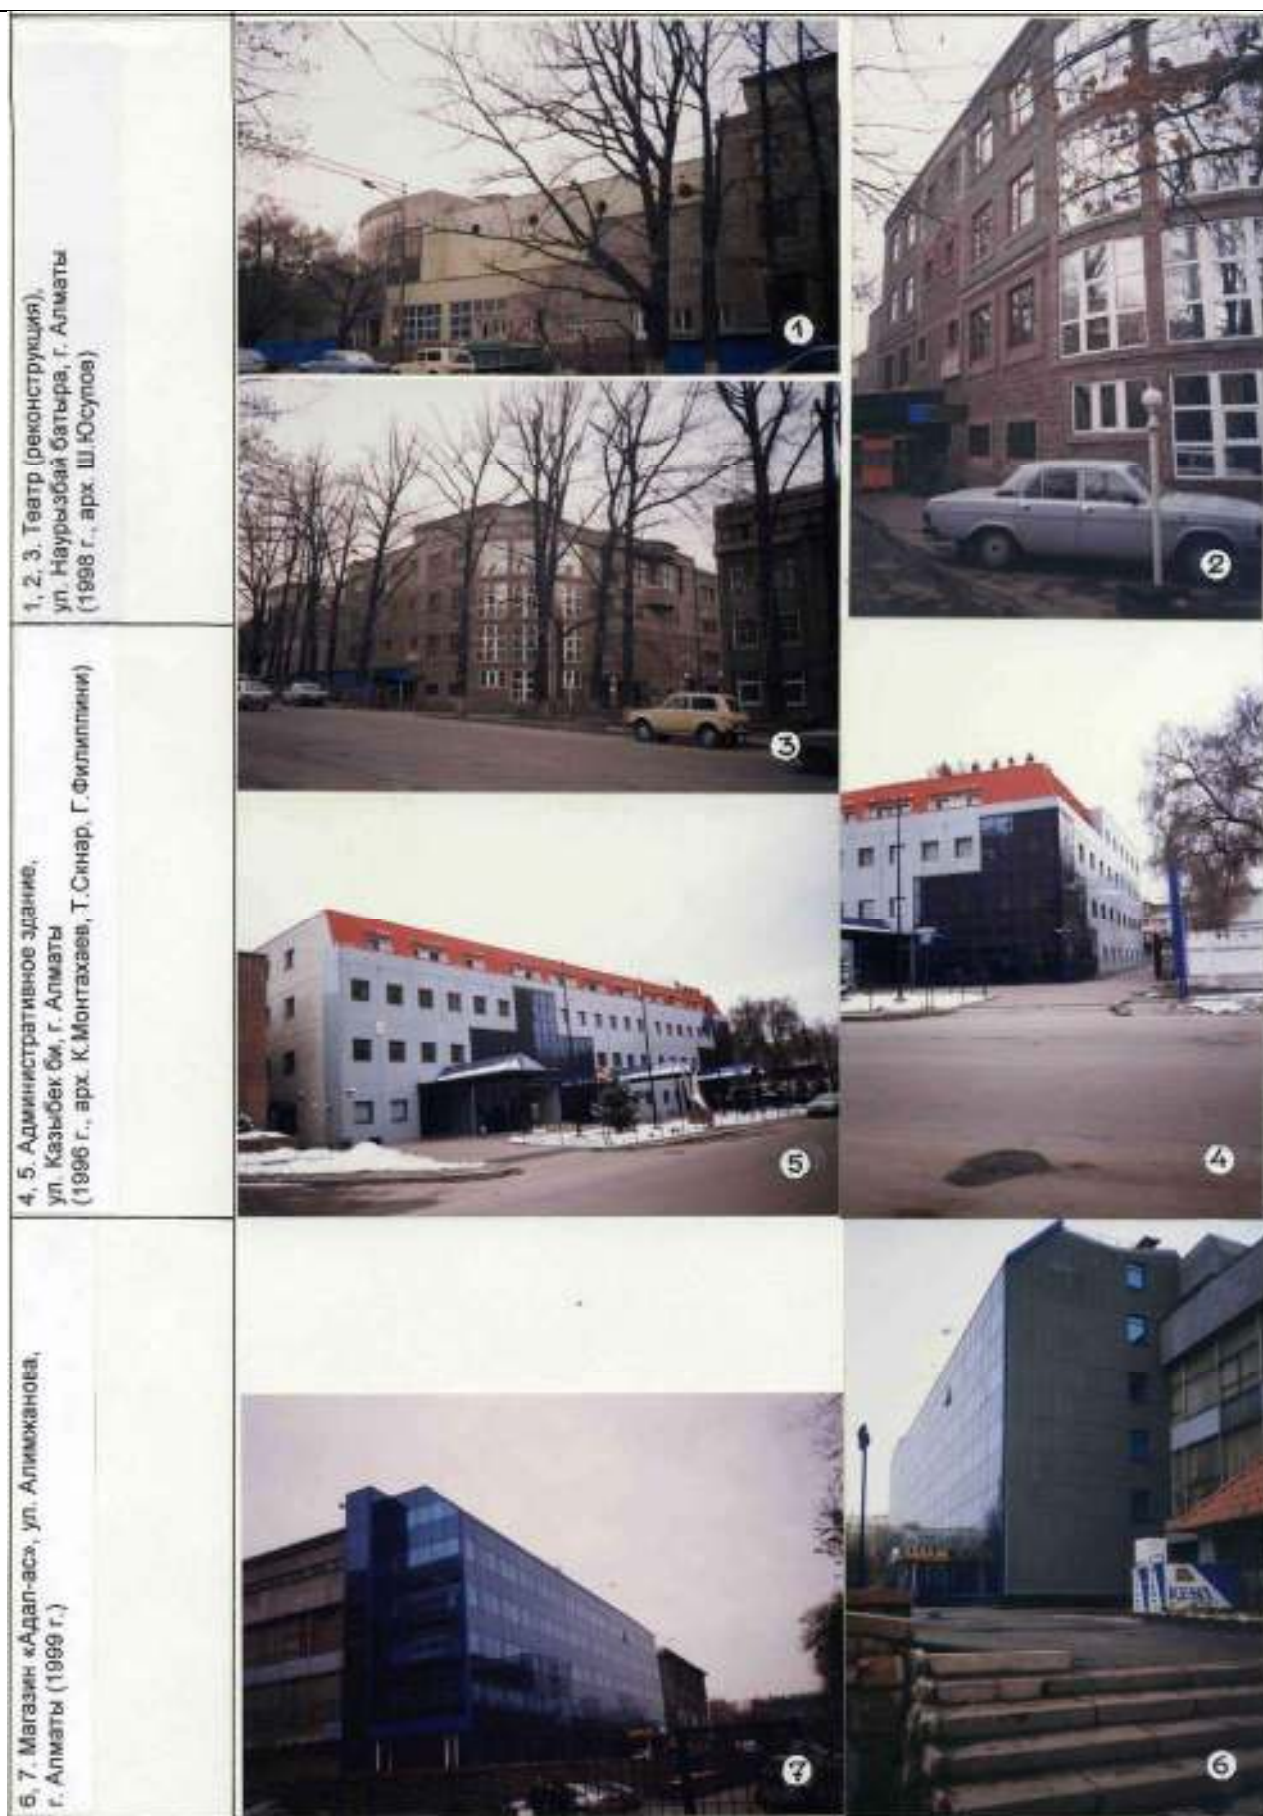 1, 2, 3. Театр (реконструкция),
ул. Наурызбай батыра, г. Алматы
(1998 г., арх. Ш.Юсупов)
4, 5. Административное здание,
ул. Казыбек би, г. Алматы
(1996 г., арх. К.Монтахаев, Т.Скнар, Г.Филиппини)
6, 7. Магазин «Адал-ас», ул. Алимжанова,
г. Алматы (1999 г.)
1
2
3
4
5
6
7
KENT